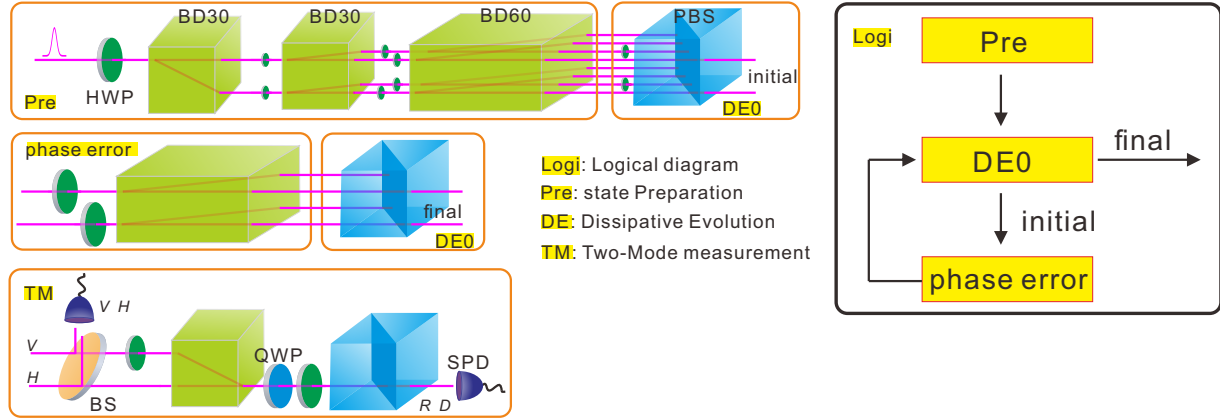 BD30
BD30
BD60
PBS
HWP
Pre
initial
DE0
phase error
final
DE0
TM
V H
V
H
BS
QWP
SPD
R D
Logi: Logical diagram
Pre: state Preparation
DE: Dissipative Evolution
TM: Two-Mode measurement
Logi
Pre
DE0
final
initial
phase error